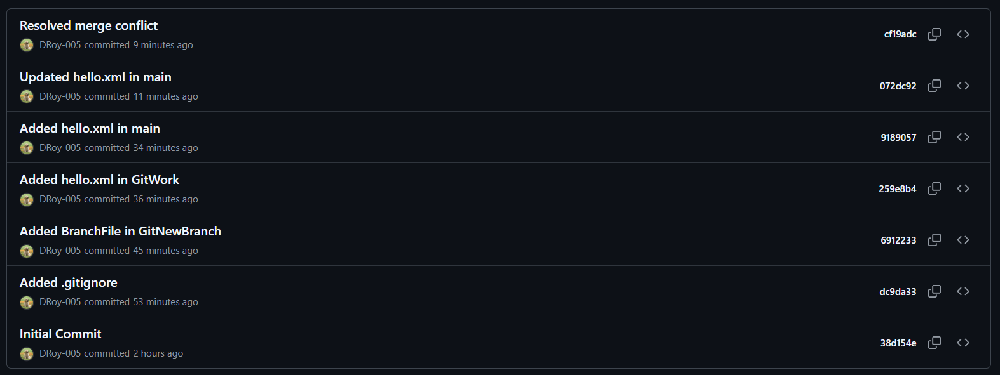 Resolved merge conflict
DRoy-005 committed 9 minutes ago
cf19adc
Updated hello.xml in main
DRoy-005 committed 11 minutes ago
072dc92
Added hello.xml in main
DRoy-005 committed 34 minutes ago
9189057
Added hello.xml in GitWork
DRoy-005 committed 36 minutes ago
259e8b4
Added BranchFile in GitNewBranch
DRoy-005 committed 45 minutes ago
6912233
Added .gitignore
DRoy-005 committed 53 minutes ago
dc9da33
Initial Commit
DRoy-005 committed 2 hours ago
38d154e